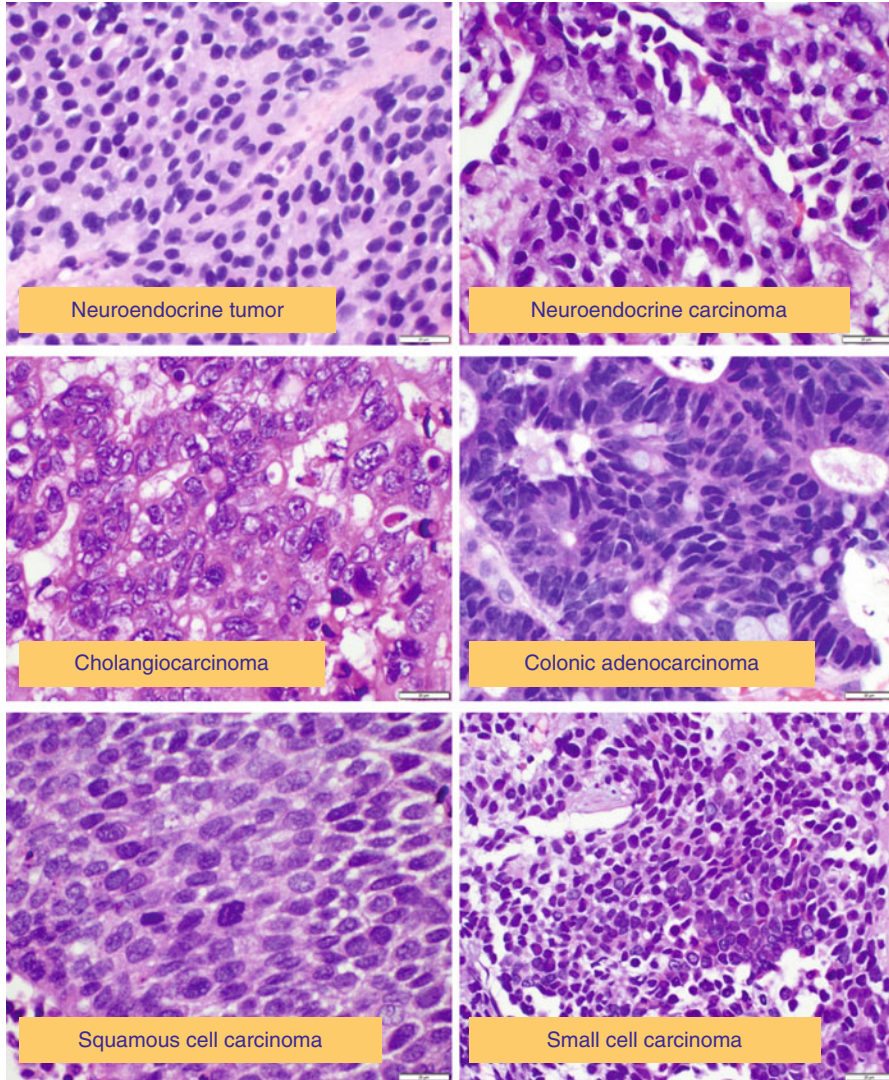 Neuroendocrine tumor
Neuroendocrine carcinoma
Cholangiocarcinoma
Colonic adenocarcinoma
Squamous cell carcinoma
Small cell carcinoma